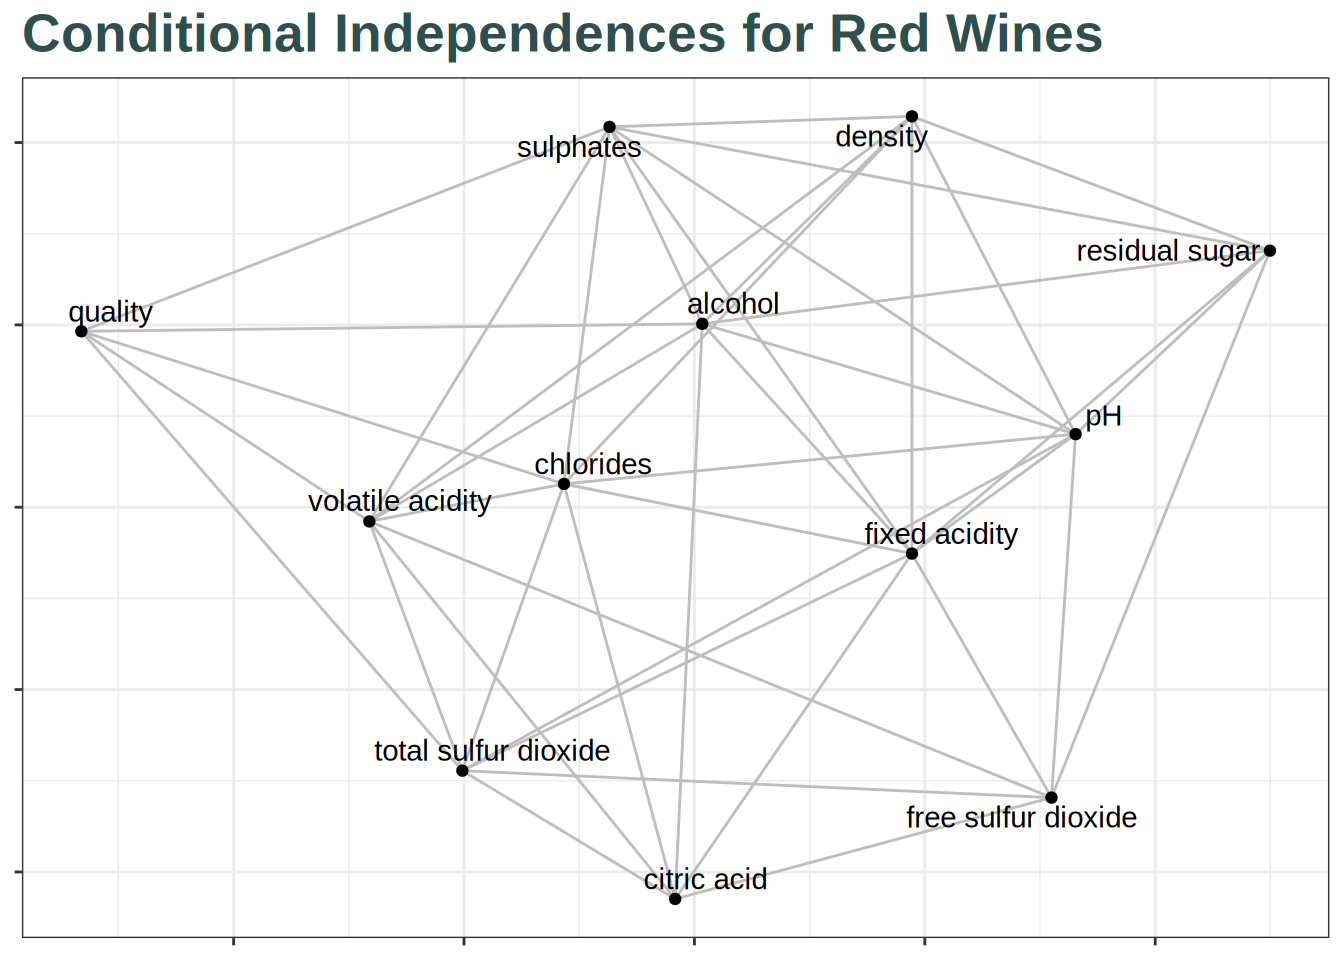 Conditional Independences for Red Wines
sulphates
density
residual sugar
quality
alcohol
pH
chlorides
volatile acidity
fixed acidity
total sulfur dioxide
free sulfur dioxide
citric acid